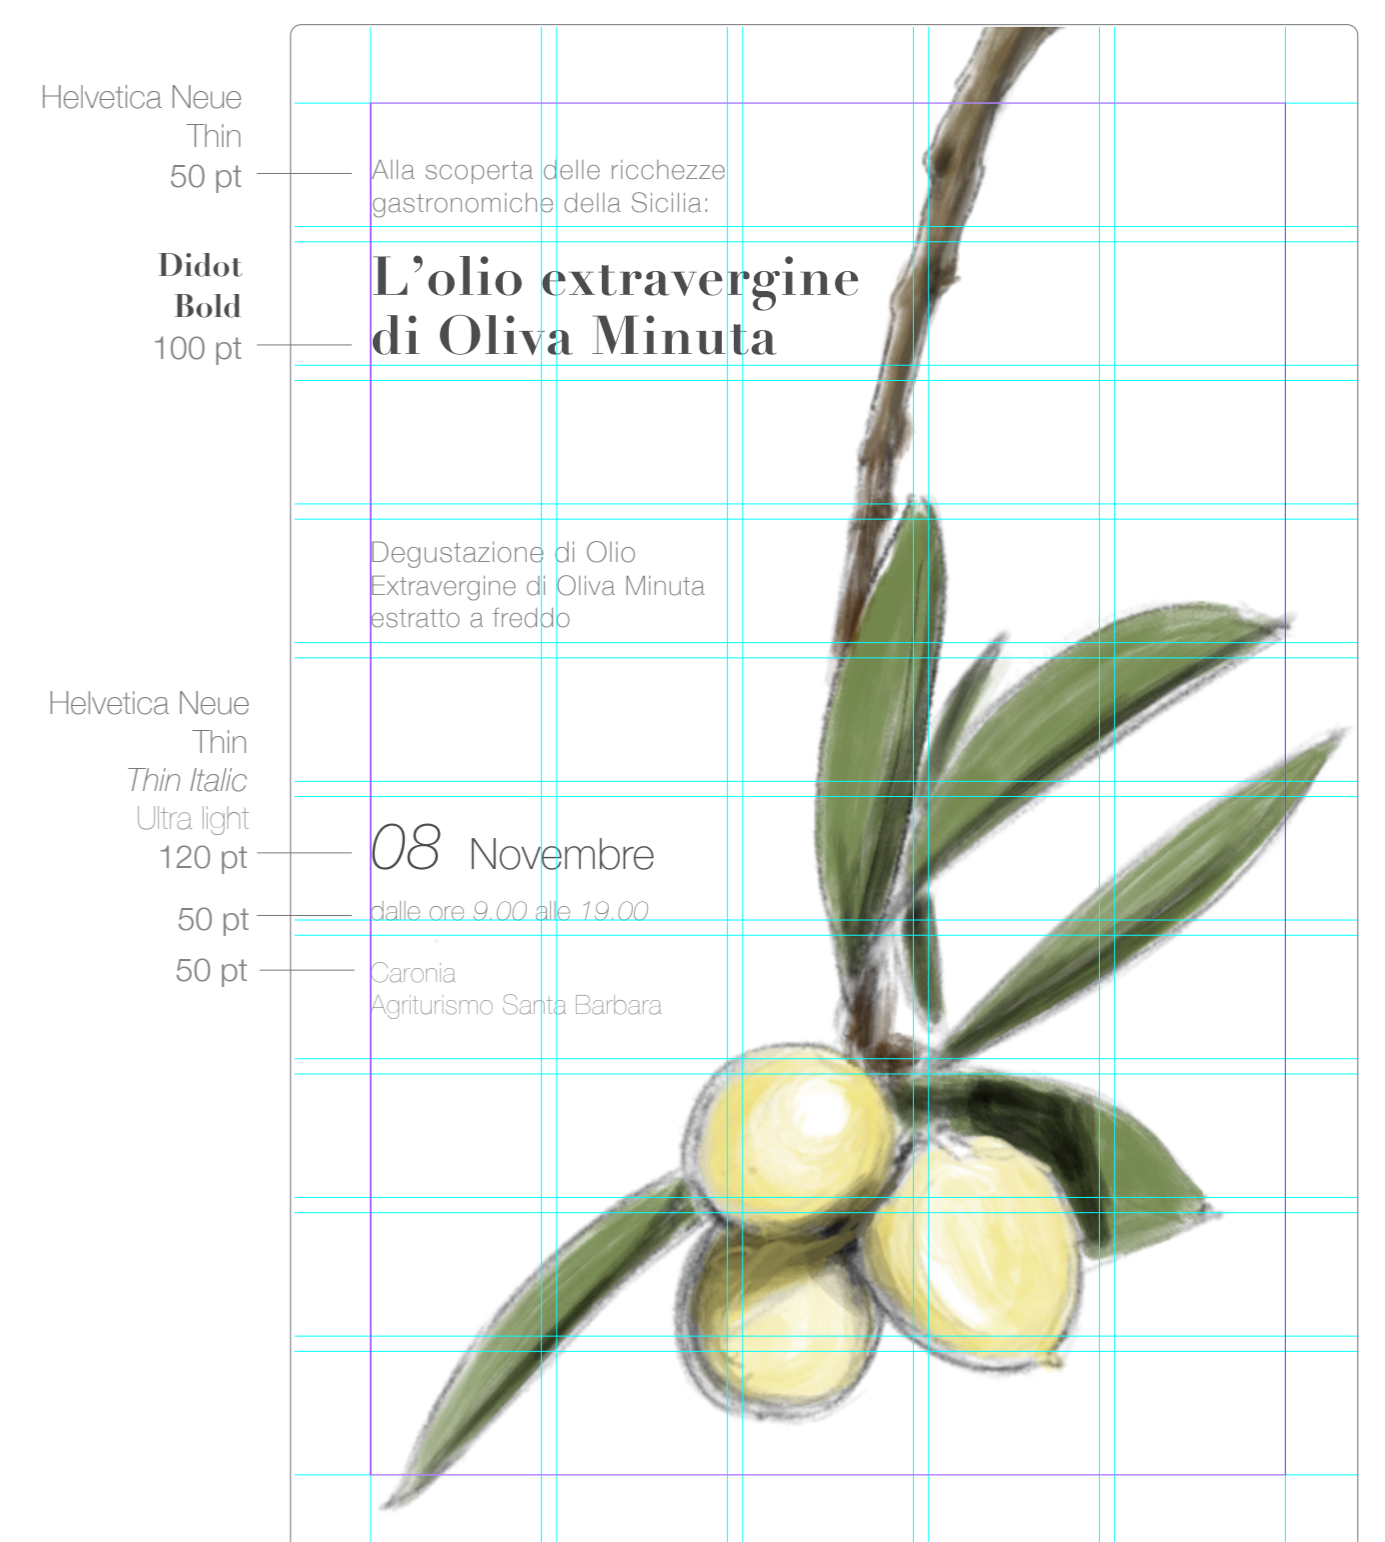 Helvetica Neue
Thin
50 pt
Alla scoperta delle ricchezze
gastronomiche della Sicilia:
Didot
Bold
100 pt
L’olio extravergine
di Oliva Minuta
Degustazione di Olio
Extravergine di Oliva Minuta
estratto a freddo
Helvetica Neue
Thin
Thin Italic
Ultra light
120 pt
08 Novembre
50 pt
dalle ore 9.00 alle 19.00
50 pt
Caronia
Agriturismo Santa Barbara